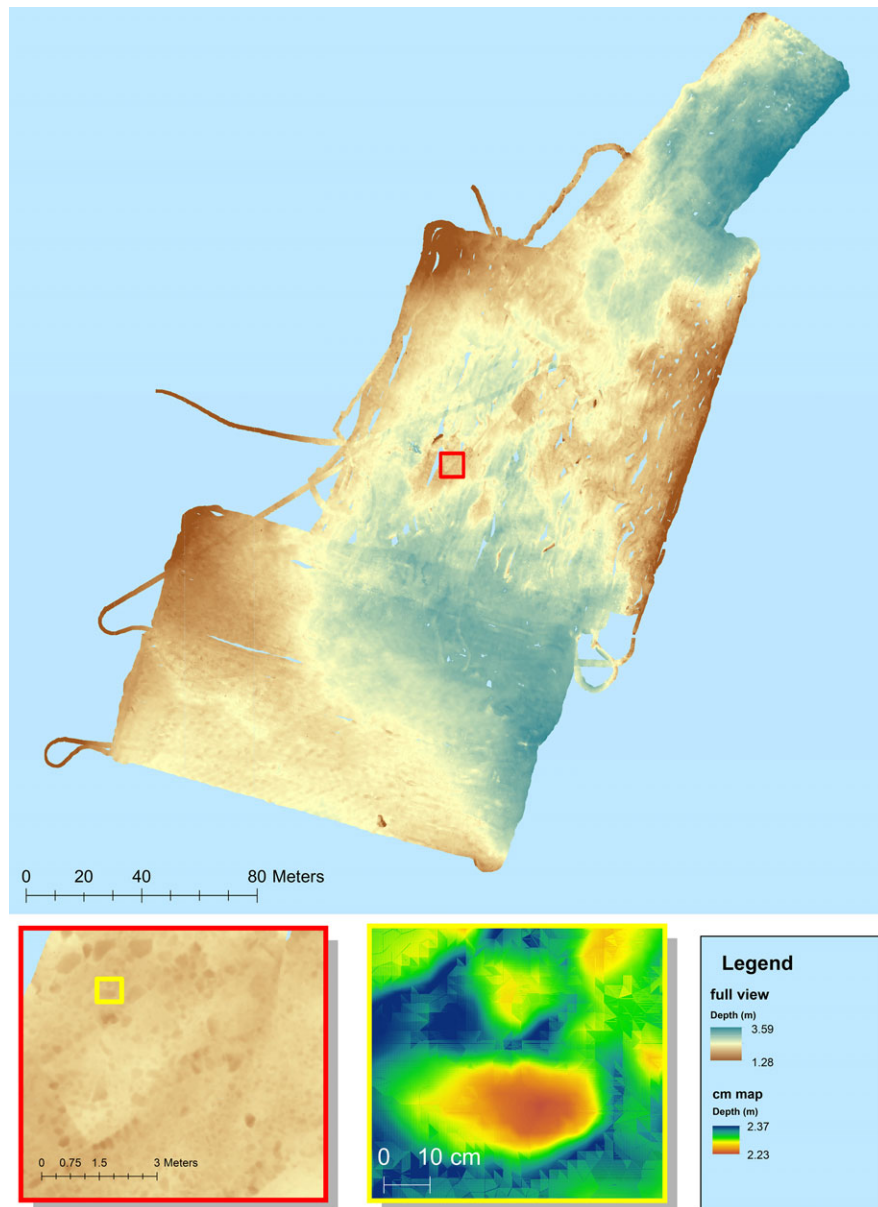 0 20 40 80 Meters
0 0.75 1.5 3 Meters
0 10 cm
Legend
full view
Depth (m)
3.59
1.28
cm map
Depth (m)
2.37
2.23